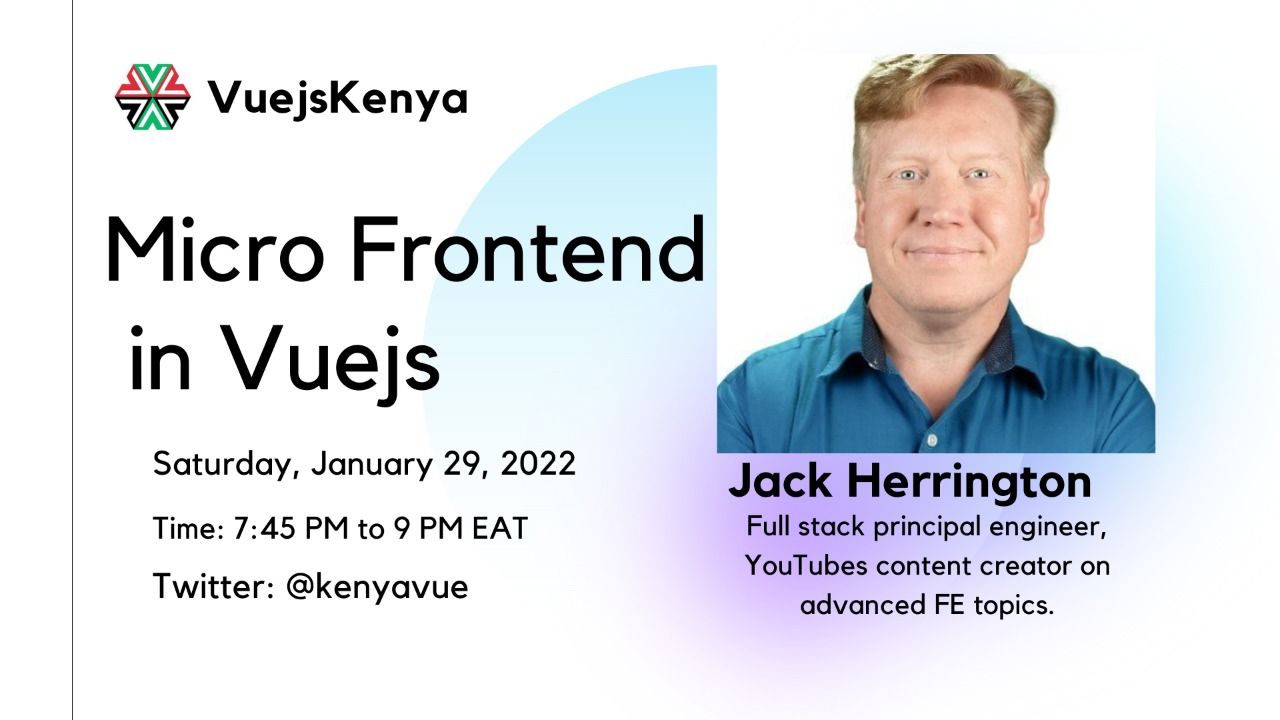 VuejsKenya
Micro Frontend
in Vuejs
Saturday, January 29, 2022
Time: 7:45 PM to 9 PM EAT
Twitter: @kenyavue
Jack Herrington
Full stack principal engineer,
YouTubes content creator on
advanced FE topics.